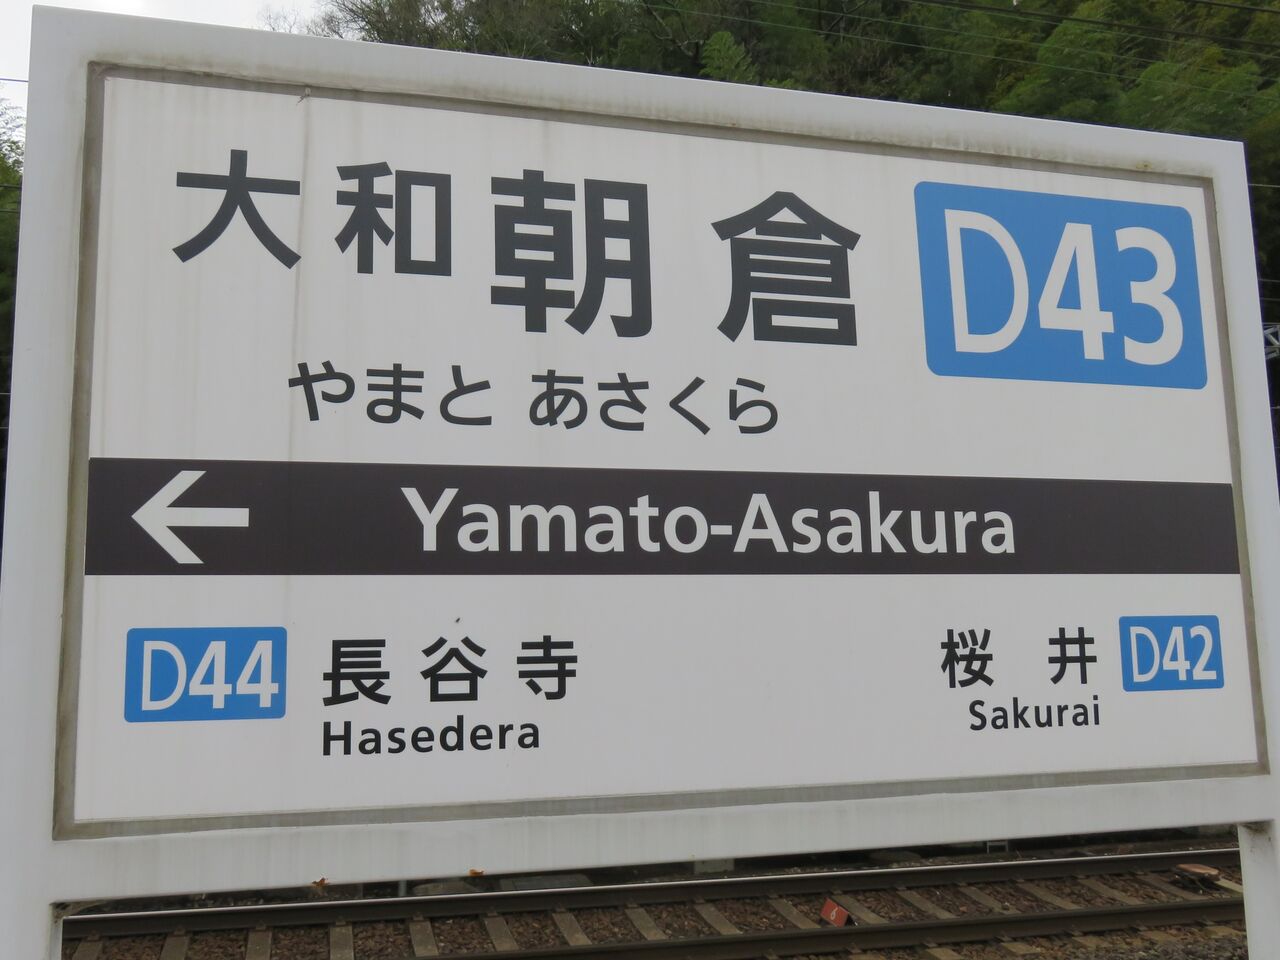 大和朝倉 D43
やまと あさくら
← Yamato-Asakura
D44 長谷寺
Hasedera
桜井 D42
Sakurai
6